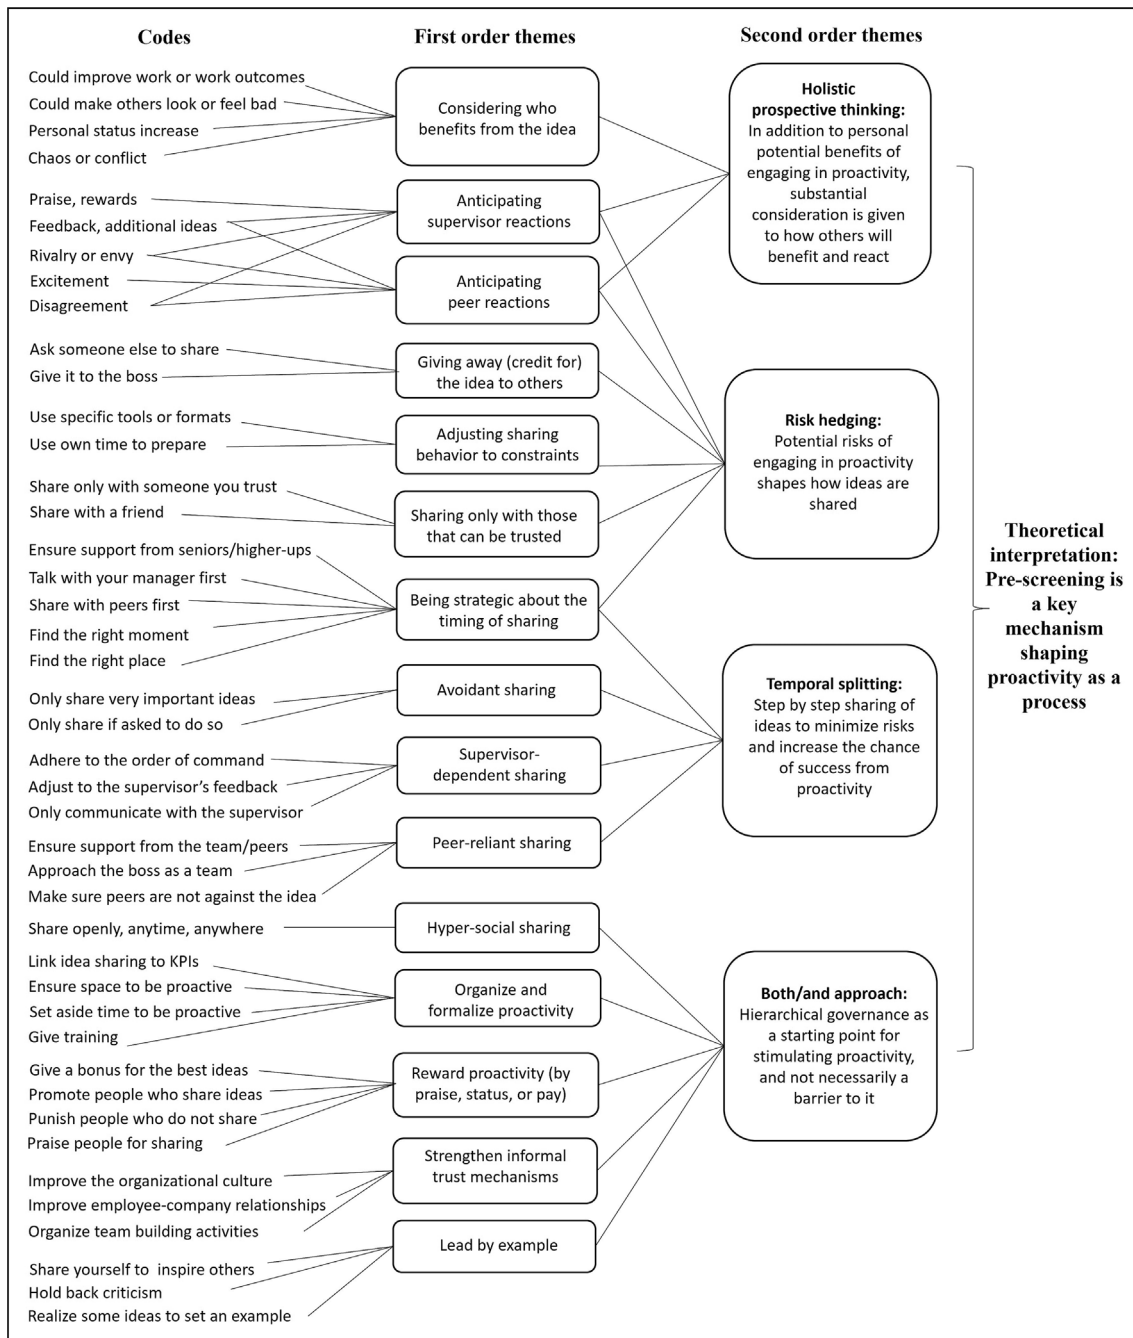 Codes
Could improve work or work outcomes
Could make others look or feel bad
Personal status increase
Chaos or conflict
Praise, rewards
Feedback, additional ideas
Rivalry or envy
Excitement
Disagreement
Ask someone else to share
Give it to the boss
Use specific tools or formats
Use own time to prepare
Share only with someone you trust
Share with a friend
Ensure support from seniors/higher-ups
Talk with your manager first
Share with peers first
Find the right moment
Find the right place
Only share very important ideas
Only share if asked to do so
Adhere to the order of command
Adjust to the supervisor's feedback
Only communicate with the supervisor
Ensure support from the team/peers
Approach the boss as a team
Make sure peers are not against the idea
Share openly, anytime, anywhere
Link idea sharing to KPIs
Ensure space to be proactive
Set aside time to be proactive
Give training
Give a bonus for the best ideas
Promote people who share ideas
Punish people who do not share
Praise people for sharing
Improve the organizational culture
Improve employee-company relationships
Organize team building activities
Share yourself to inspire others
Hold back criticism
Realize some ideas to set an example
First order themes
Considering who
benefits from the idea
Anticipating
supervisor reactions
Anticipating
peer reactions
Giving away (credit for)
the idea to others
Adjusting sharing
behavior to constraints
Sharing only with those
that can be trusted
Being strategic about the
timing of sharing
Avoidant sharing
Supervisor-
dependent sharing
Peer-reliant sharing
Hyper-social sharing
Organize and
formalize proactivity
Reward proactivity (by
praise, status, or pay)
Strengthen informal
trust mechanisms
Lead by example
Second order themes
Holistic
prospective thinking:
In addition to personal
potential benefits of
engaging in proactivity,
substantial
consideration is given
to how others will
benefit and react
Risk hedging:
Potential risks of
engaging in proactivity
shapes how ideas are
shared
Temporal splitting:
Step by step sharing of
ideas to minimize risks
and increase the chance
of success from
proactivity
Both/and approach:
Hierarchical governance as
a starting point for
stimulating proactivity,
and not necessarily a
barrier to it
Theoretical
interpretation:
Pre-screening is
a key
mechanism
shaping
proactivity as a
process